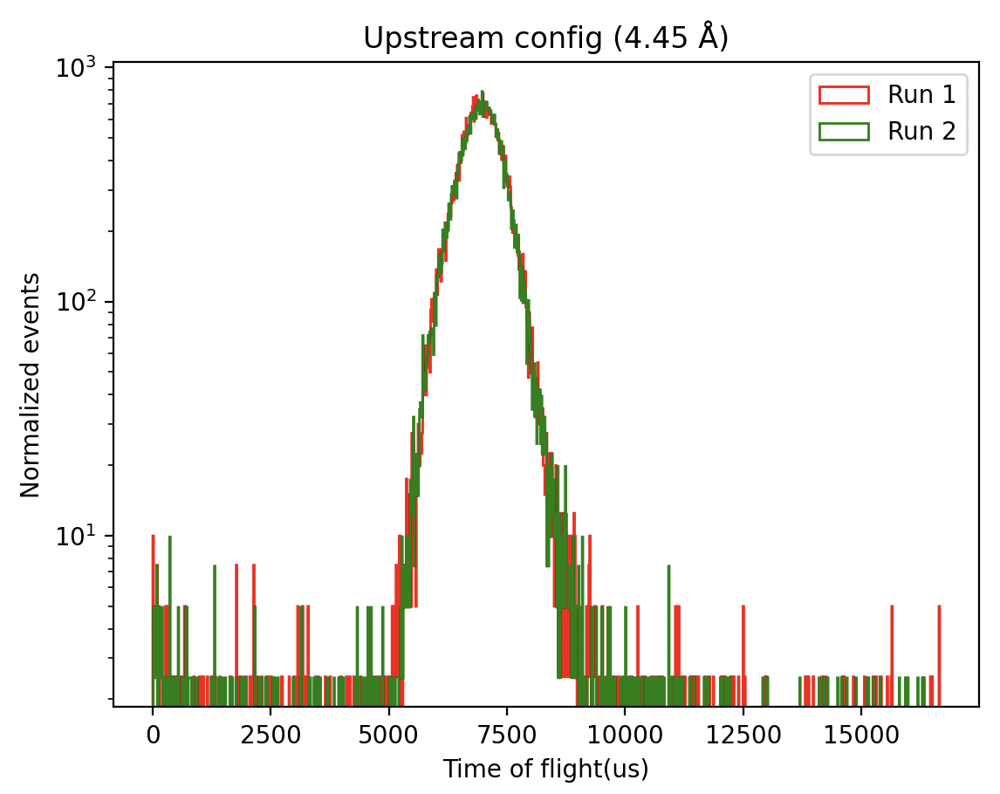 Upstream config (4.45 Å)
Run 1
Run 2
Normalized events
10³
10²
10¹
0 2500 5000 7500 10000 12500 15000
Time of flight(us)